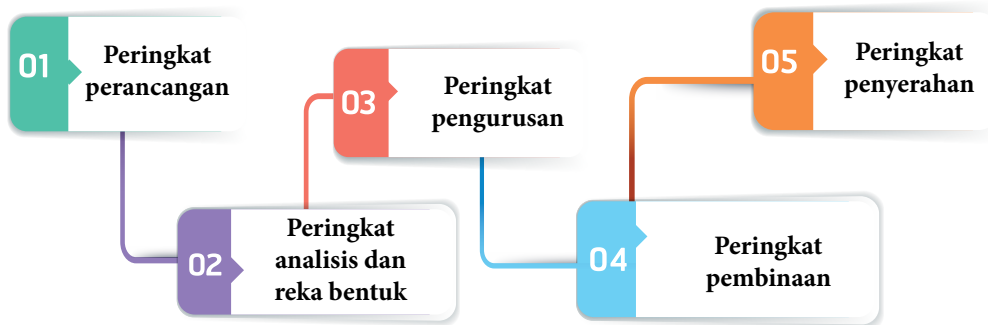 01
Peringkat
perancangan
02
Peringkat
analisis dan
reka bentuk
03
Peringkat
pengurusan
04
Peringkat
pembinaan
05
Peringkat
penyerahan